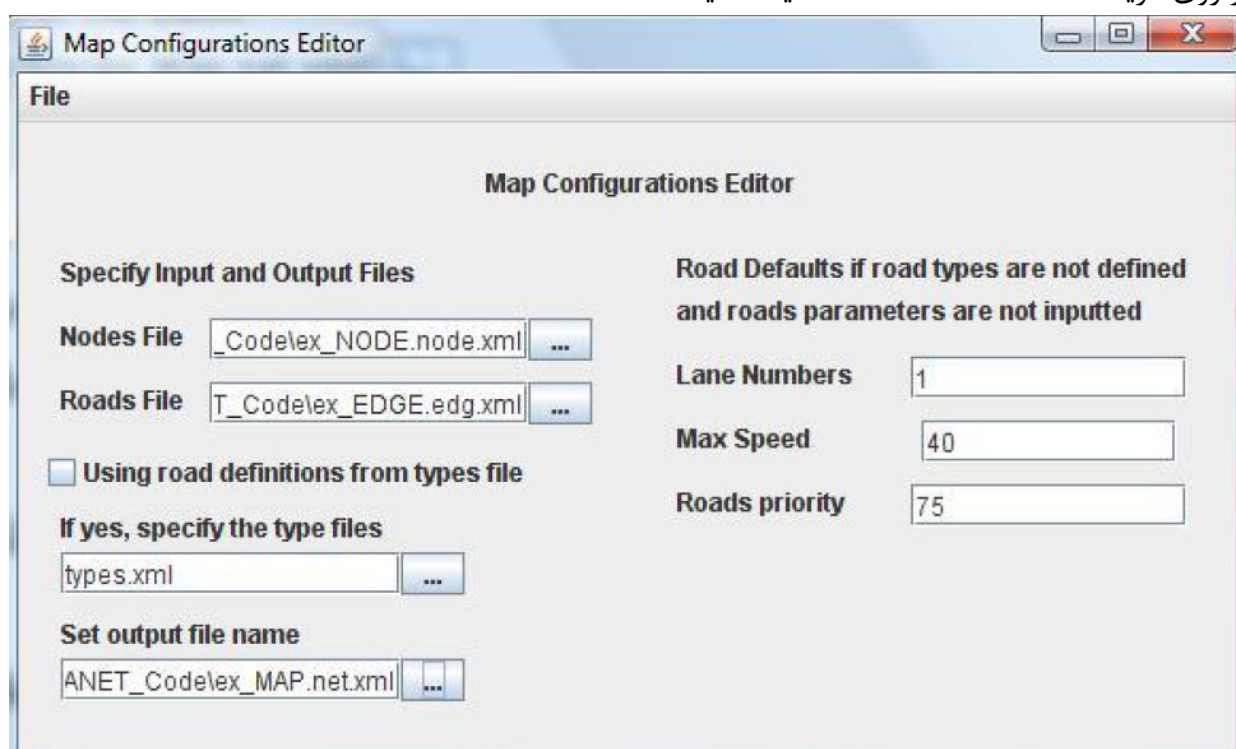 Map Configurations Editor
File
Map Configurations Editor
Specify Input and Output Files
Nodes File _Code\ex_NODE.node.xml ...
Roads File T_Code\ex_EDGE.edg.xml ...
Using road definitions from types file
If yes, specify the type files
types.xml ...
Set output file name
ANET_Code\ex_MAP.net.xml ...
Road Defaults if road types are not defined
and roads parameters are not inputted
Lane Numbers 1
Max Speed 40
Roads priority 75